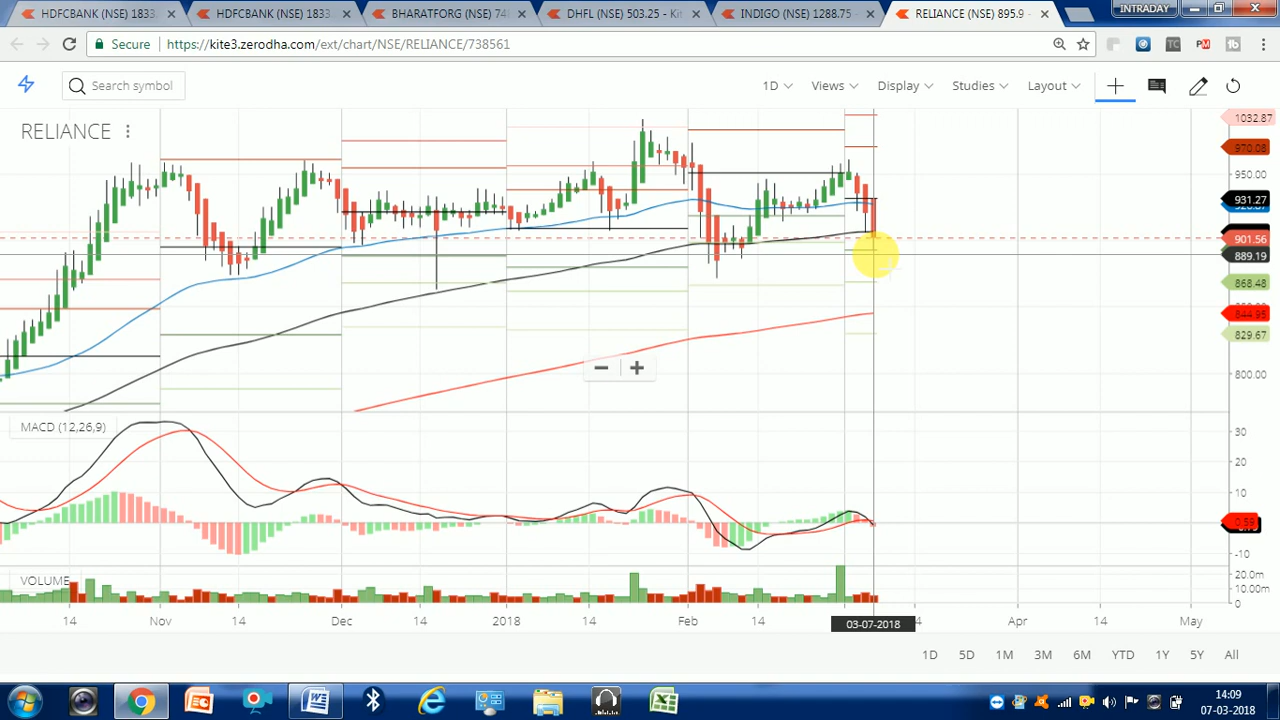 HDFCBANK (NSE) 1833
HDFCBANK (NSE) 1833
BHARATFORG (NSE) 74
DHFL (NSE) 503.25 - Kit
INDIGO (NSE) 1288.75 -
RELIANCE (NSE) 895.9 -
INTRADAY
Secure
https://kite3.zerodha.com/ext/chart/NSE/RELIANCE/738561
TC
PM
Search symbol
1D
Views
Display
Studies
Layout
RELIANCE
1032.87
970.08
950.00
931.27
901.56
889.19
868.48
844.95
829.67
800.00
MACD (12,26,9)
30
20
10
0.59
-10
VOLUME
20.0m
10.00m
0
14
Nov
14
Dec
14
2018
14
Feb
14
03-07-2018
4
Apr
14
May
1D
5D
1M
3M
6M
YTD
1Y
5Y
All
14:09
07-03-2018